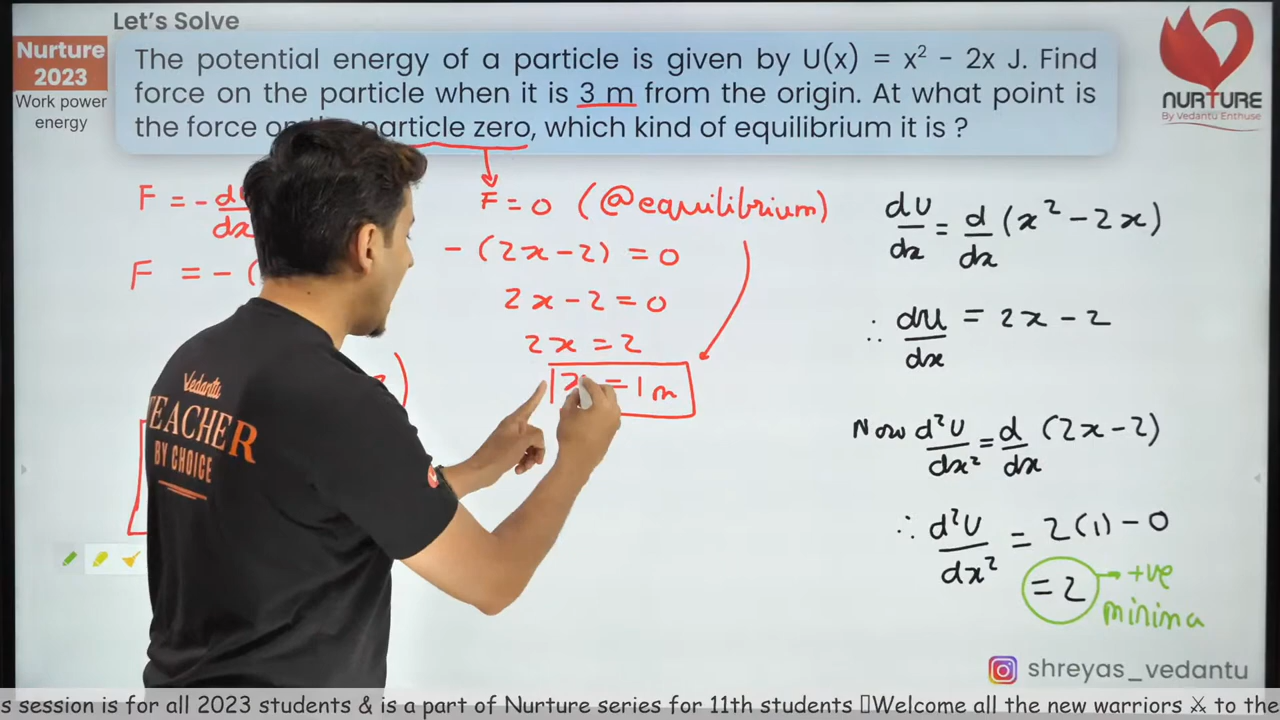 Let's Solve
Nurture
2023
Work power
energy
The potential energy of a particle is given by U(x) = x² - 2x J. Find
force on the particle when it is 3 m from the origin. At what point is
the force particle zero, which kind of equilibrium it is ?
NURTURE
By Vedantu Enthuse
F = -
dx
F = - (
F = 0 (@equilibrium)
- (2x-2) = 0
2x-2=0
2x=2
=1m
dU/dx = d/dx (x²-2x)
∴ du/dx = 2x-2
Now d²U/dx² = d/dx (2x-2)
∴ d²U/dx² = 2(1)-0
=2 → +ve
minima
Vedantu
TEACHER
BY CHOICE
shreyas_vedantu
s session is for all 2023 students & is a part of Nurture series for 11th students Welcome all the new warriors ⚔ to the